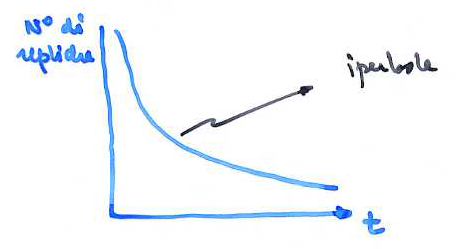 N° di
repliche
iperbole
t